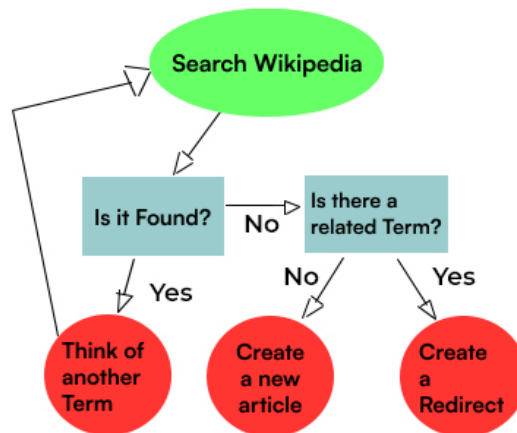 Search Wikipedia
Is it Found?
No
Is there a
related Term?
Yes
No
Yes
Think of
another
Term
Create
a new
article
Create
a
Redirect